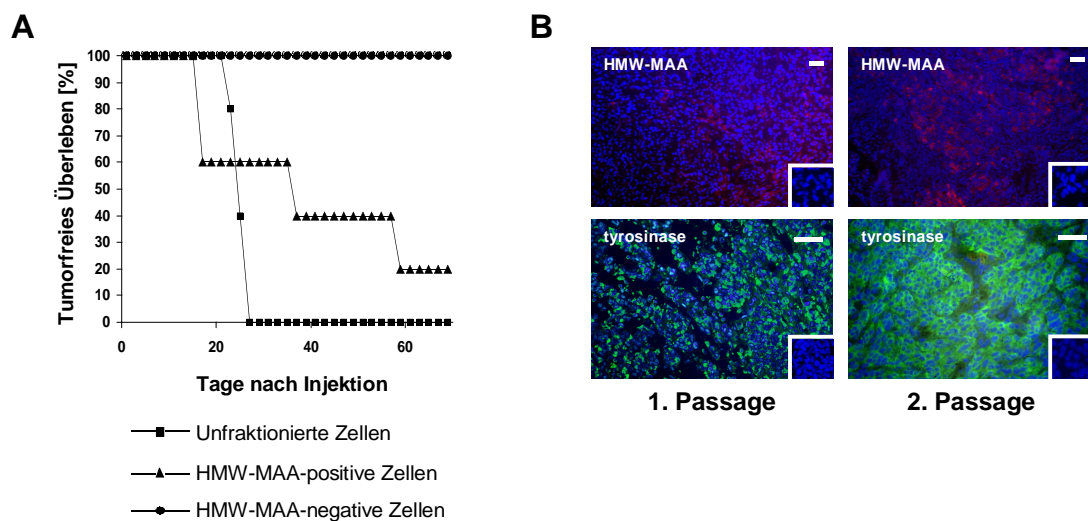 A
Tumorfreies Überleben [%]
100
90
80
70
60
50
40
30
20
10
0
0 20 40 60
Tage nach Injektion
Unfraktionierte Zellen
HMW-MAA-positive Zellen
HMW-MAA-negative Zellen
B
HMW-MAA
HMW-MAA
tyrosinase
tyrosinase
1. Passage
2. Passage